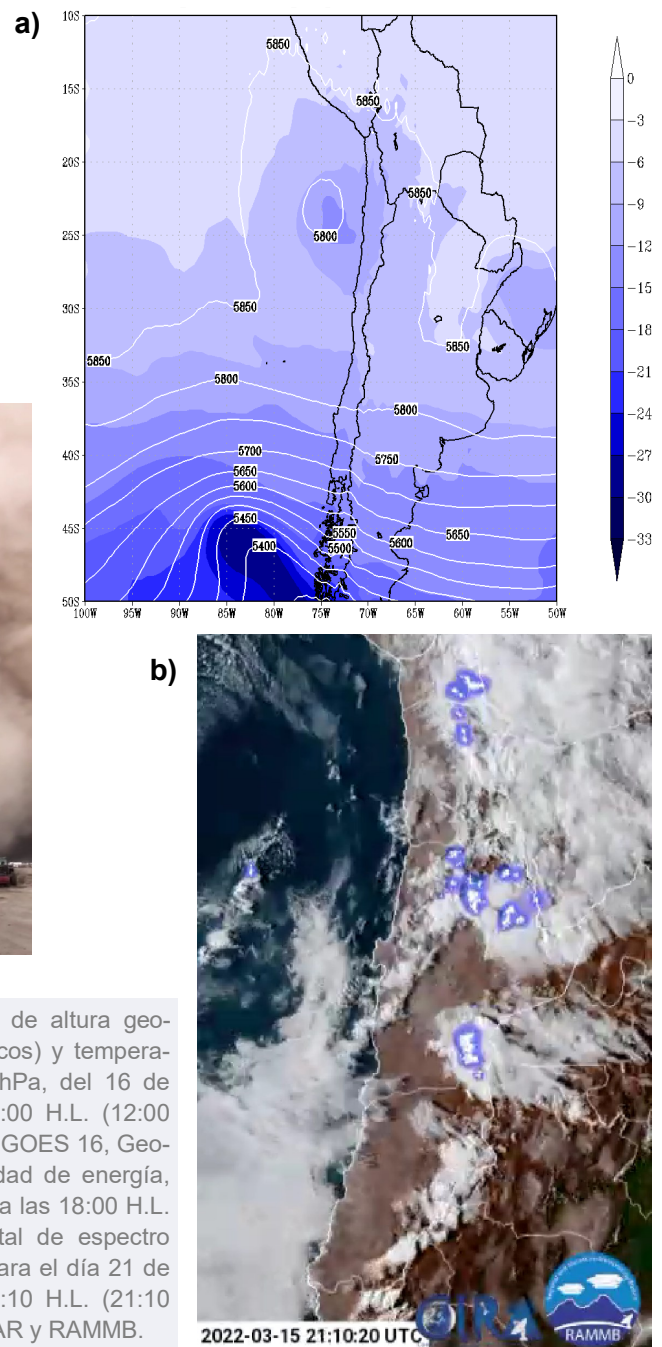 a)
10S
15S
20S
25S
30S
35S
40S
45S
50S
100W 95W 90W 85W 80W 75W 70W 65W 60W 55W 50W
5850
5850
5850
5800
5850
5850
5850
5800
5800
5700
5750
5650
5600
5450
5550
5650
5400
5500
5600
0
-3
-6
-9
-12
-15
-18
-21
-24
-27
-30
-33
b)
de altura geo-
cos) y tempera-
hPa, del 16 de
:00 H.L. (12:00
GOES 16, Geo-
dad de energía,
a las 18:00 H.L.
tal de espectro
ara el día 21 de
:10 H.L. (21:10
AR y RAMMB.
2022-03-15 21:10:20 UTC
CIRA
RAMMB